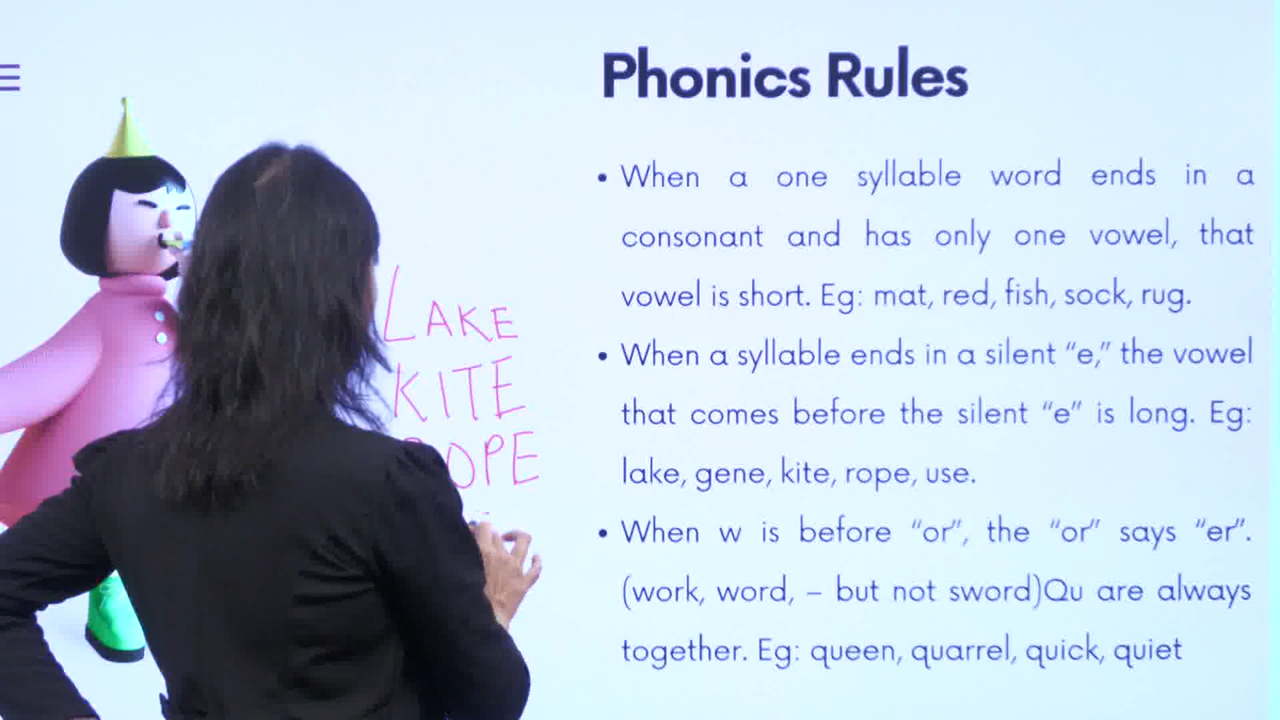 Phonics Rules
• When a one syllable word ends in a
consonant and has only one vowel, that
vowel is short. Eg: mat, red, fish, sock, rug.
• When a syllable ends in a silent “e,” the vowel
that comes before the silent “e” is long. Eg:
lake, gene, kite, rope, use.
• When w is before “or”, the “or” says “er”.
(work, word, – but not sword)Qu are always
together. Eg: queen, quarrel, quick, quiet
LAKE
KITE
ROPE